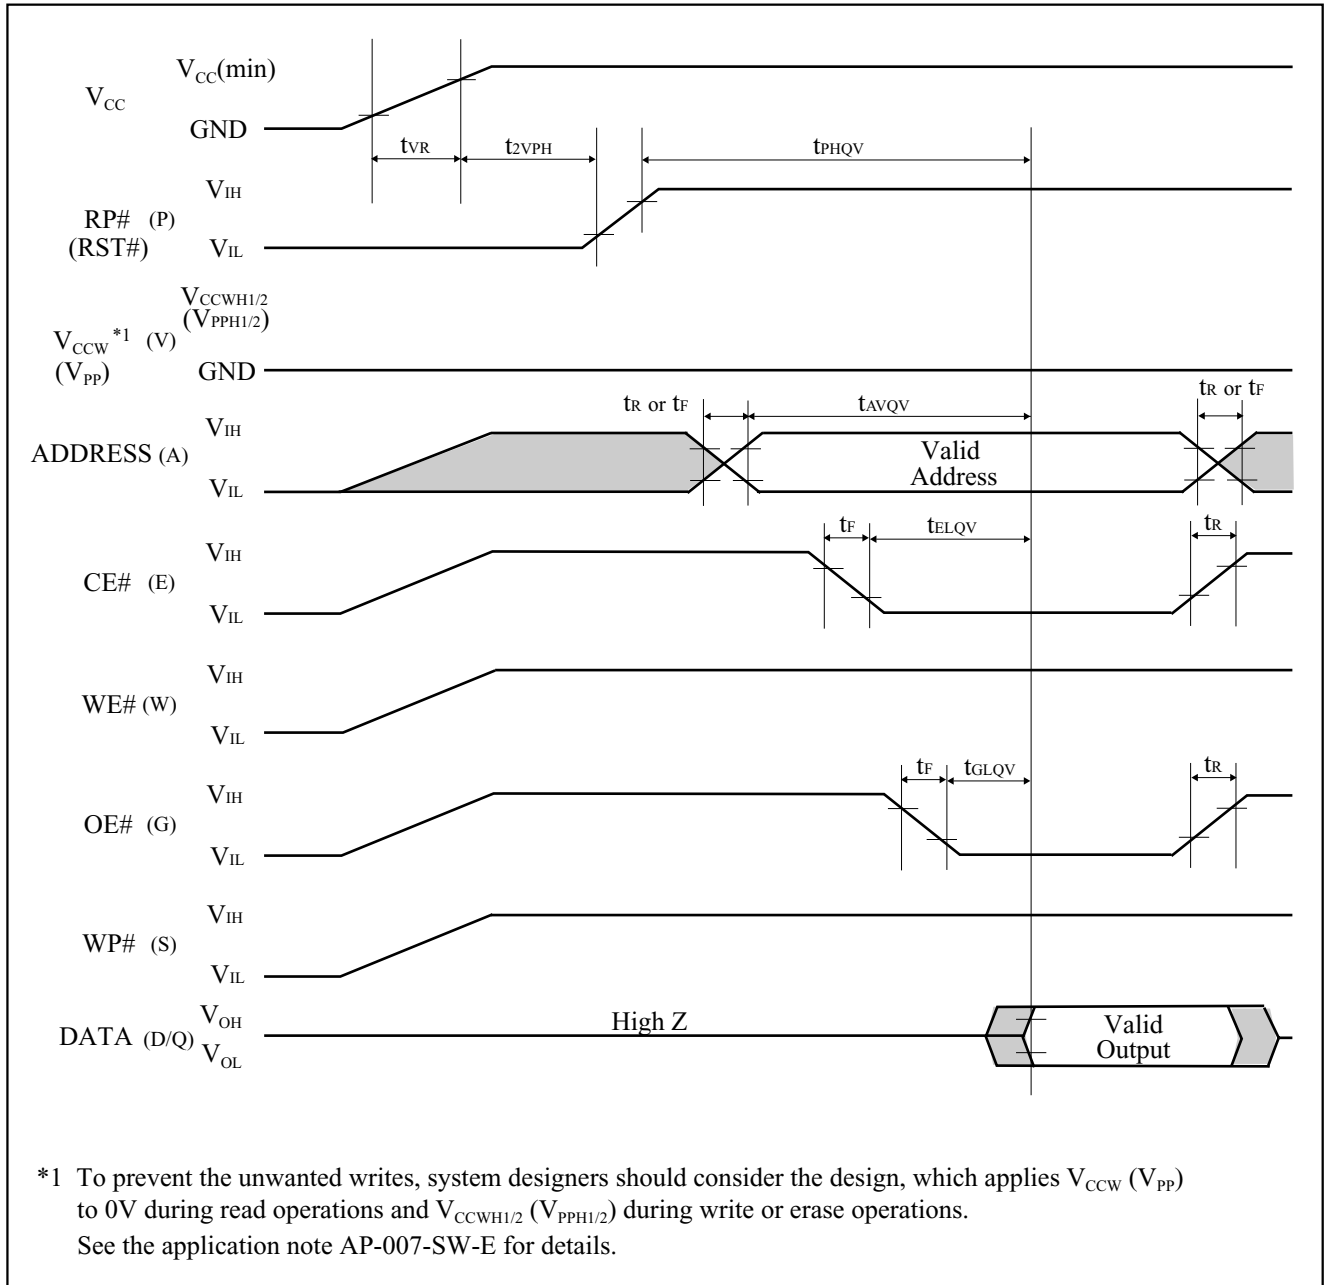 VCC(min)
VCC
GND
tVR
t2VPH
tPHQV
VIH
RP# (P)
(RST#)
VIL
VCCWH1/2
(VPPH1/2)
VCCW *1 (V)
(VPP)
GND
tR or tF
tAVQV
tR or tF
VIH
ADDRESS (A)
Valid
Address
VIL
tF
tELQV
tR
VIH
CE# (E)
VIL
VIH
WE# (W)
VIL
tF
tGLQV
tR
VIH
OE# (G)
VIL
VIH
WP# (S)
VIL
VOH
DATA (D/Q)
High Z
Valid
Output
VOL
*1 To prevent the unwanted writes, system designers should consider the design, which applies VCCW (VPP)
to 0V during read operations and VCCWH1/2 (VPPH1/2) during write or erase operations.
See the application note AP-007-SW-E for details.